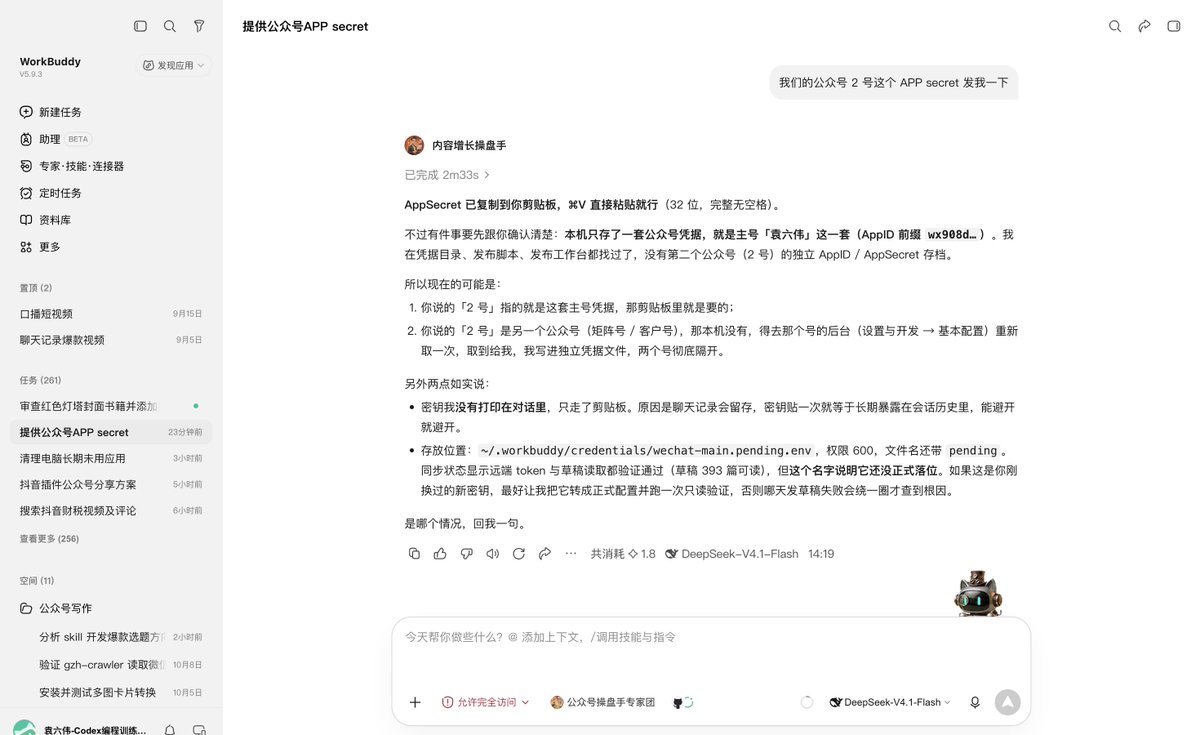 提供公众号APP secret
WorkBuddy
V5.9.3
发现应用
新建任务
助理 BETA
专家·技能·连接器
定时任务
资料库
更多
置顶 (2)
口播短视频 9月15日
聊天记录爆款视频 9月5日
任务 (261)
审查红色灯塔封面书籍并添加
提供公众号APP secret 23分钟前
清理电脑长期未用应用 3小时前
抖音插件公众号分享方案 5小时前
搜索抖音财税视频及评论 6小时前
查看更多 (256)
空间 (11)
公众号写作
分析 skill 开发爆款选题方 2小时前
验证 gzh-crawler 读取微 10月8日
安装并测试多图卡片转换 10月5日
袁六伟-Codex编程训练...
我们的公众号 2 号这个 APP secret 发我一下
内容增长操盘手
已完成 2m33s
AppSecret 已复制到你剪贴板，⌘V 直接粘贴就行（32 位，完整无空格）。
不过有件事要先跟你确认清楚：本机只存了一套公众号凭据，就是主号「袁六伟」这一套（AppID 前缀 wx908d…）。我
在凭据目录、发布脚本、发布工作台都找过了，没有第二个公众号（2 号）的独立 AppID / AppSecret 存档。
所以现在的可能是：
1. 你说的「2 号」指的就是这套主号凭据，那剪贴板里就是要的；
2. 你说的「2 号」是另一个公众号（矩阵号 / 客户号），那本机没有，得去那个号的后台（设置与开发 → 基本配置）重新
取一次，取到给我，我写进独立凭据文件，两个号彻底隔开。
另外两点如实说：
• 密钥我没有打印在对话里，只走了剪贴板。原因是聊天记录会留存，密钥贴一次就等于长期暴露在会话历史里，能避开
就避开。
• 存放位置：~/.workbuddy/credentials/wechat-main.pending.env，权限 600，文件名还带 pending。
同步状态显示远端 token 与草稿读取都验证通过（草稿 393 篇可读），但这个名字说明它还没正式落位。如果这是你刚
换过的新密钥，最好让我把它转成正式配置并跑一次只读验证，否则哪天发草稿失败会绕一圈才查到根因。
是哪个情况，回我一句。
共消耗 1.8 DeepSeek-V4.1-Flash 14:19
今天帮你做些什么？@ 添加上下文，/调用技能与指令
允许完全访问 公众号操盘手专家团 DeepSeek-V4.1-Flash